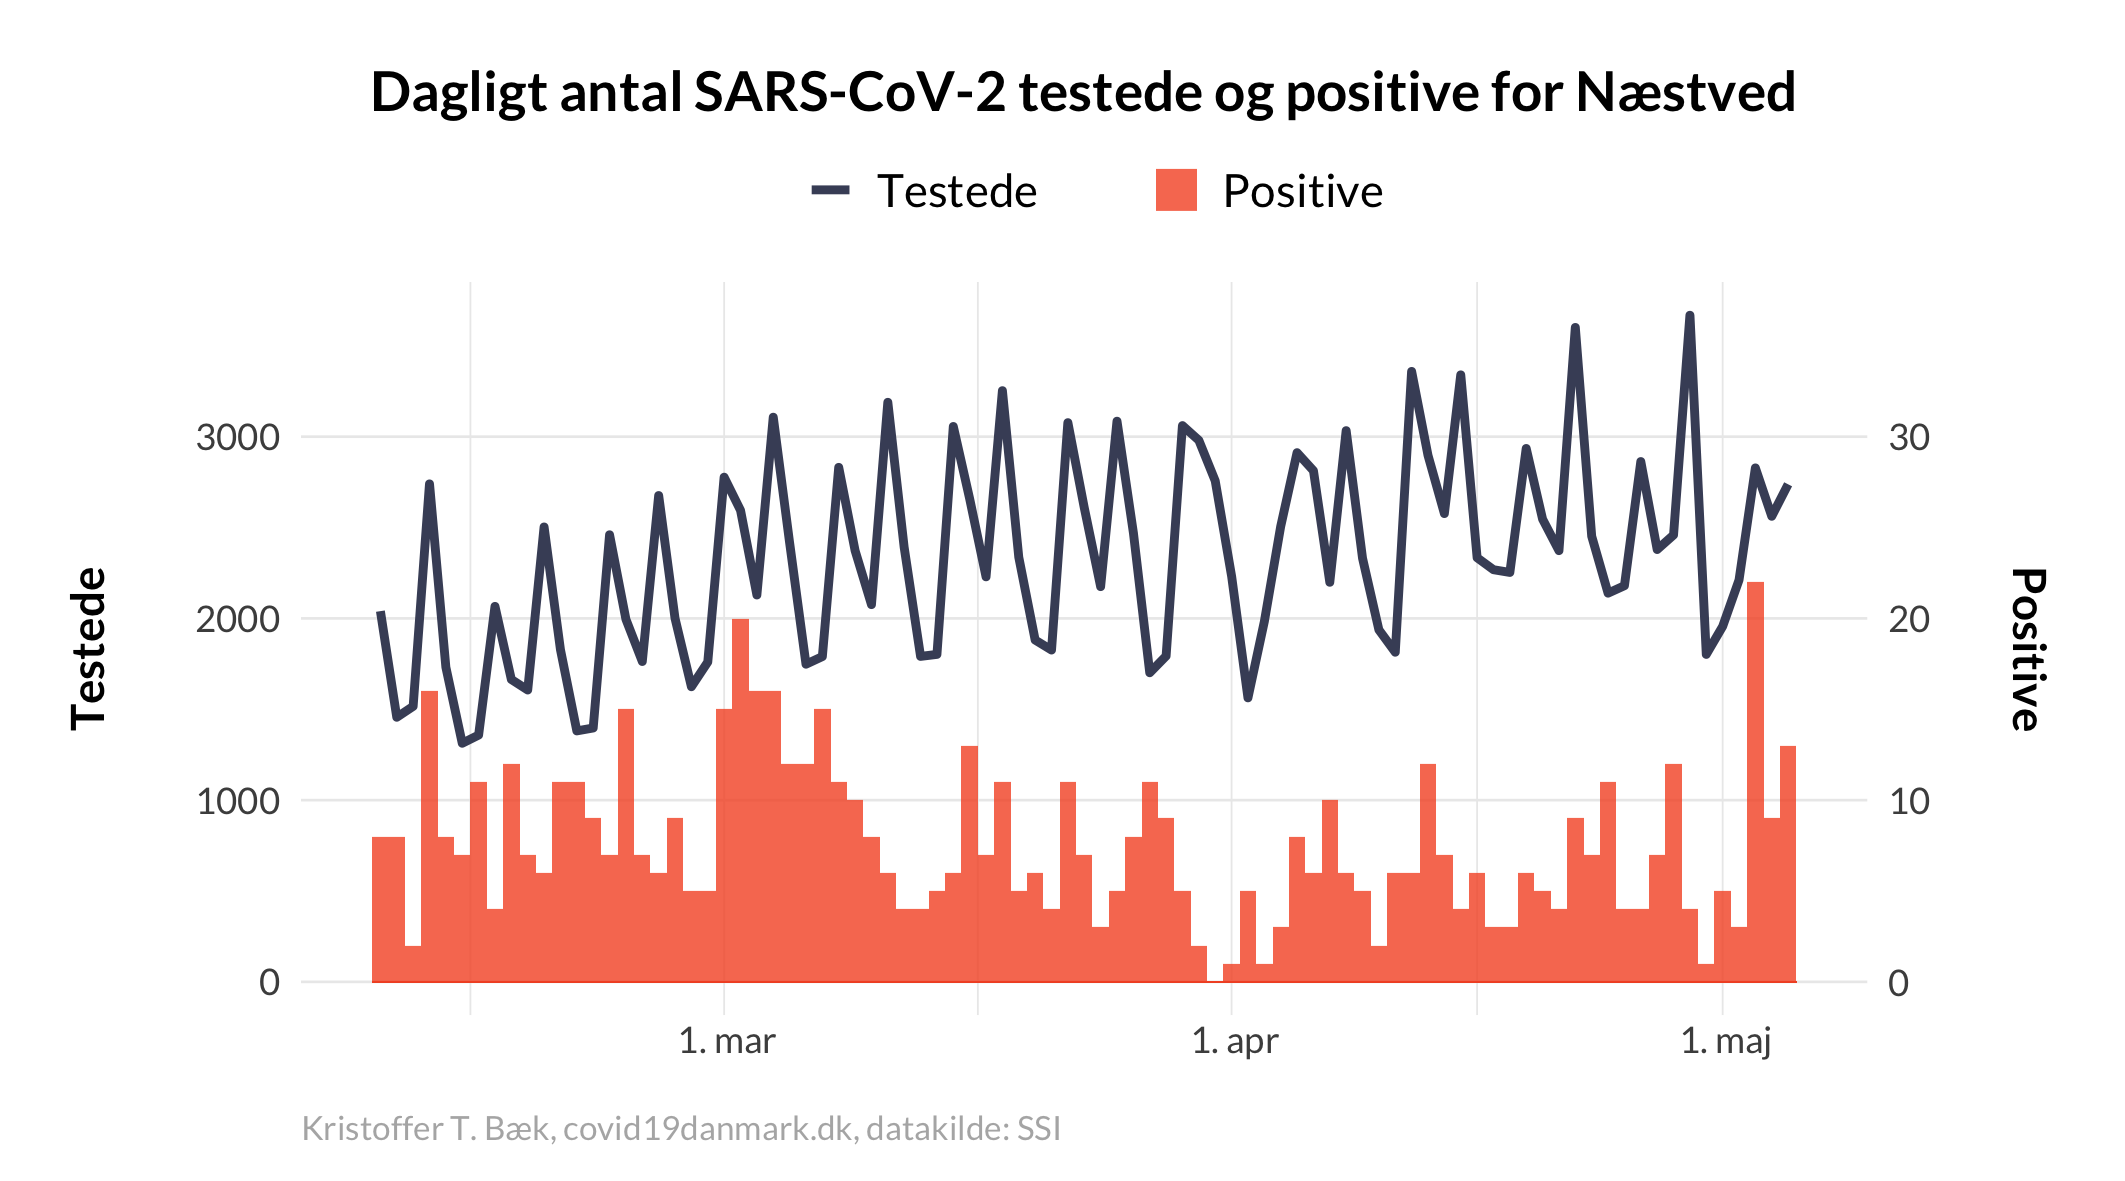 Dagligt antal SARS-CoV-2 testede og positive for Næstved
Testede
Positive
Testede
3000
2000
1000
0
30
20
10
0
Positive
1. mar
1. apr
1. maj
Kristoffer T. Bæk, covid19danmark.dk, datakilde: SSI